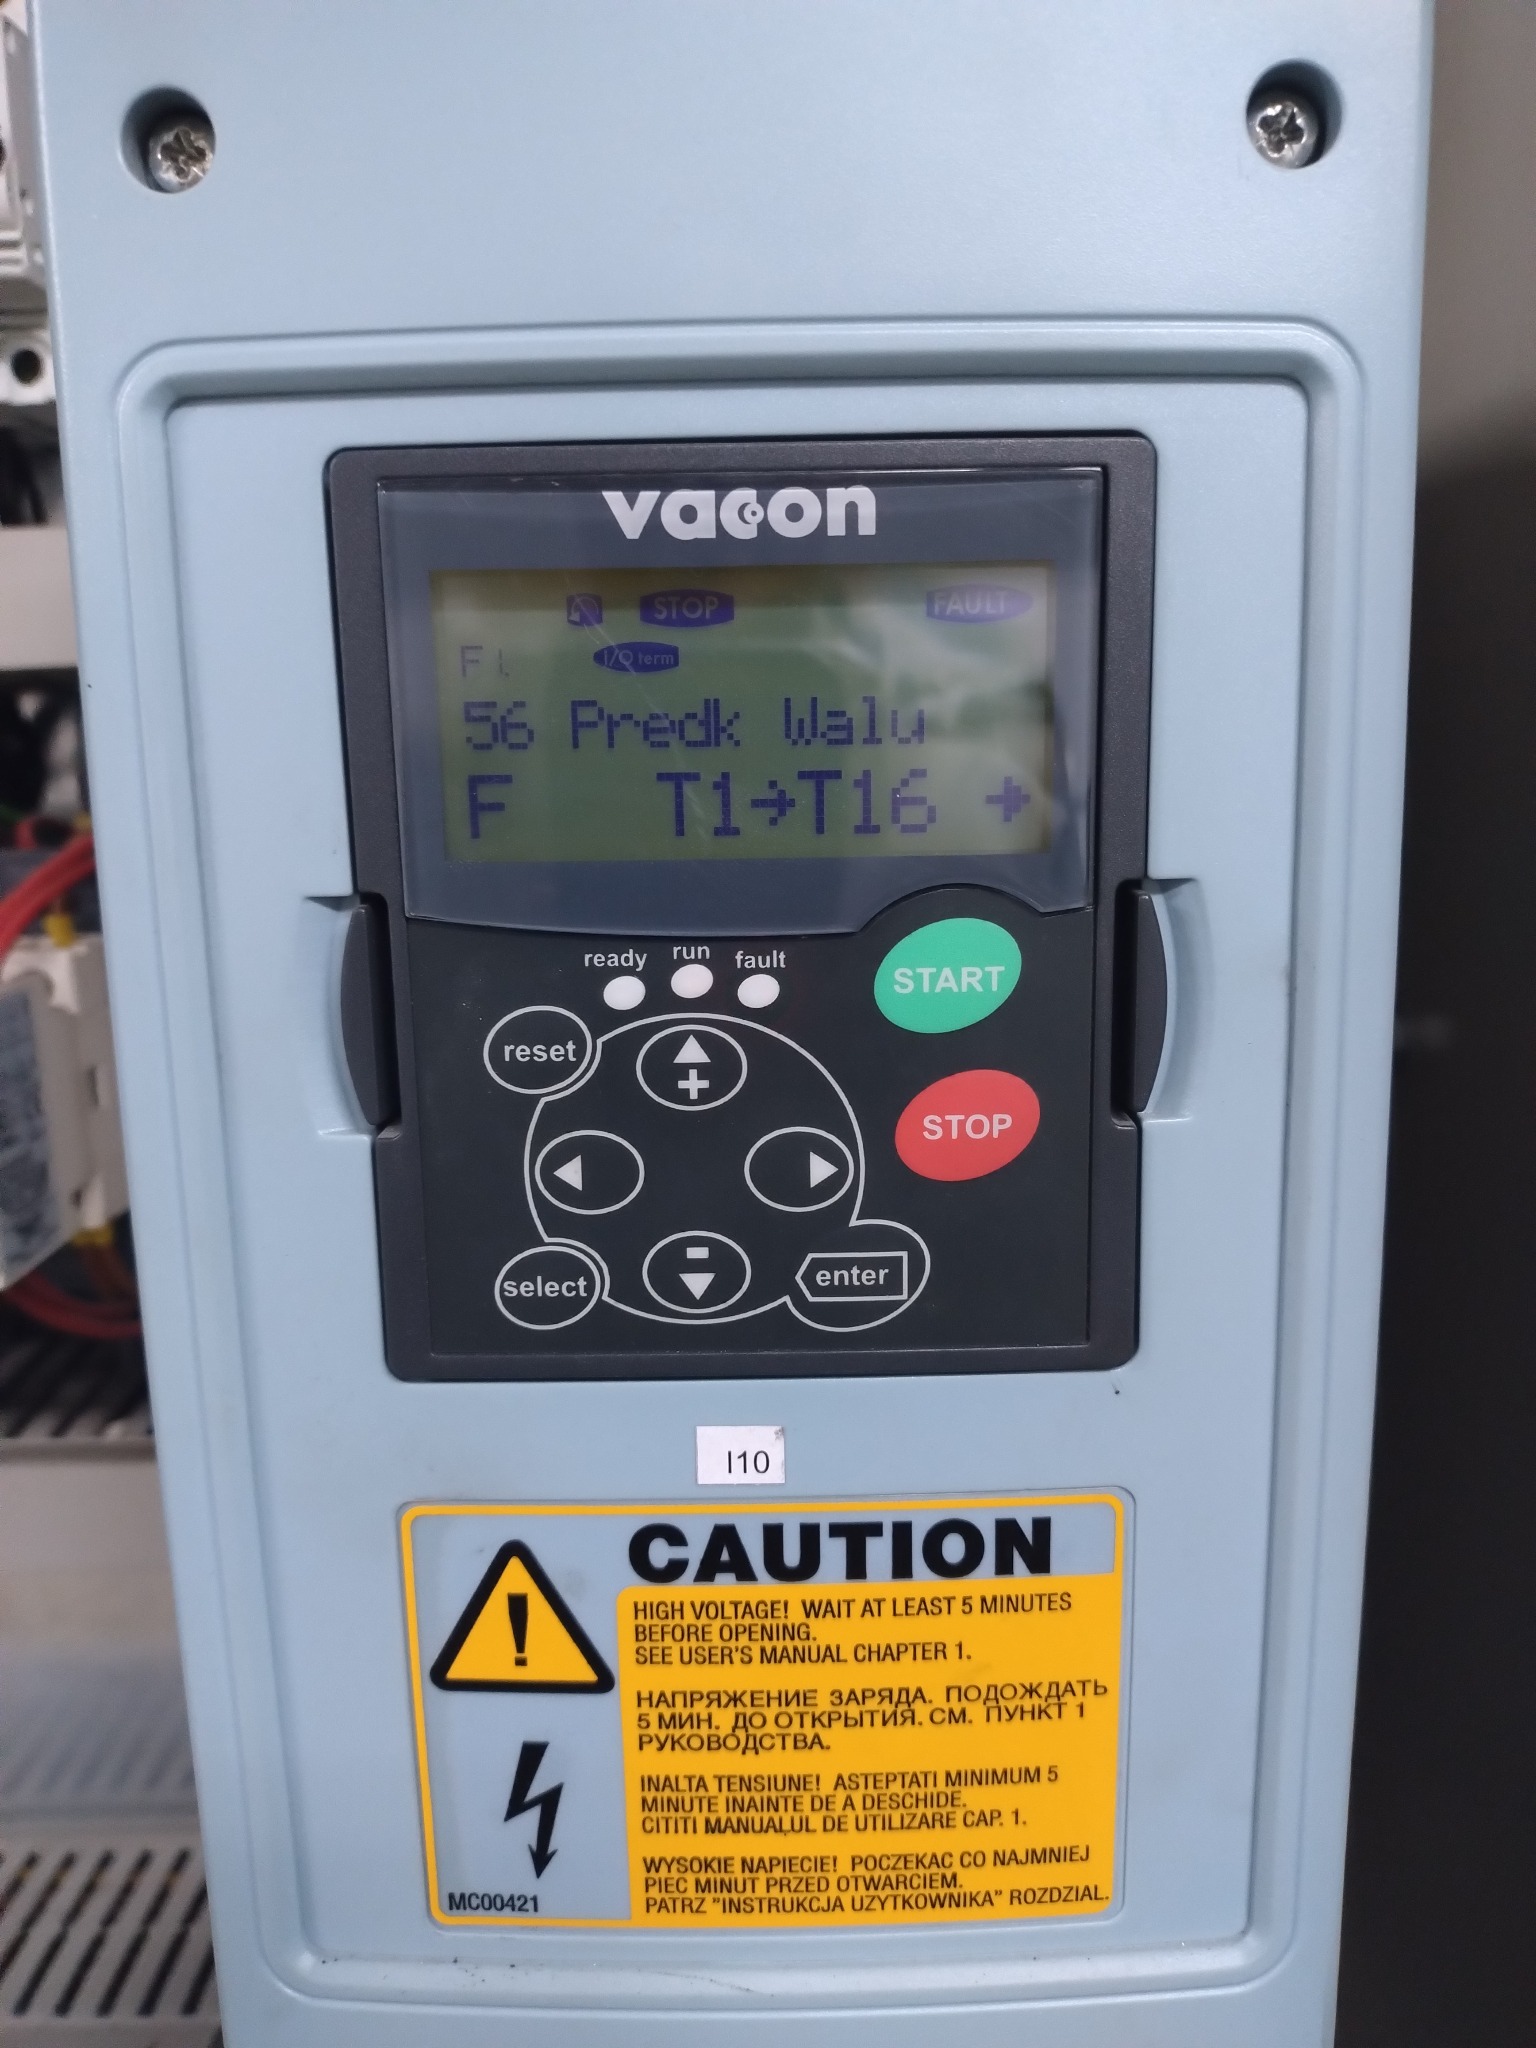 vacon
STOP
FAULT
I/O term
56 Predk Walu
F T1→T16 →
ready run fault
START
reset
+
STOP
-
select
enter
I10
CAUTION
HIGH VOLTAGE! WAIT AT LEAST 5 MINUTES
BEFORE OPENING.
SEE USER'S MANUAL CHAPTER 1.
НАПРЯЖЕНИЕ ЗАРЯДА. ПОДОЖДАТЬ
5 МИН. ДО ОТКРЫТИЯ. СМ. ПУНКТ 1
РУКОВОДСТВА.
INALTA TENSIUNE! ASTEPTATI MINIMUM 5
MINUTE INAINTE DE A DESCHIDE.
CITITI MANUALUL DE UTILIZARE CAP. 1.
WYSOKIE NAPIECIE! POCZEKAC CO NAJMNIEJ
PIEC MINUT PRZED OTWARCIEM.
PATRZ "INSTRUKCJA UZYTKOWNIKA" ROZDZIAL.
MC00421